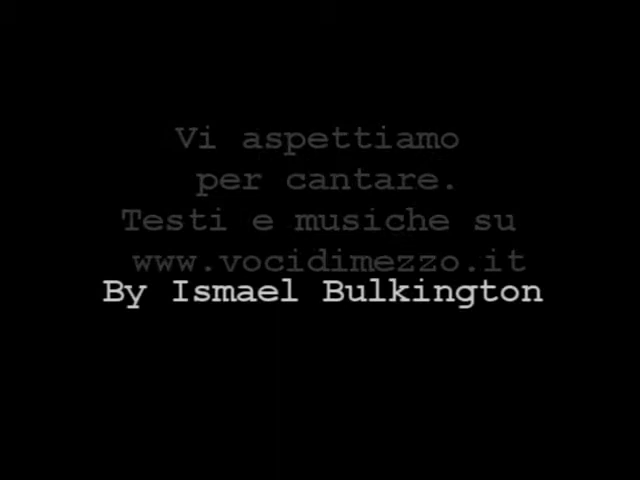 Vi aspettiamo
per cantare.
Testi e musiche su
www.vocidimezzo.it
By Ismael Bulkington